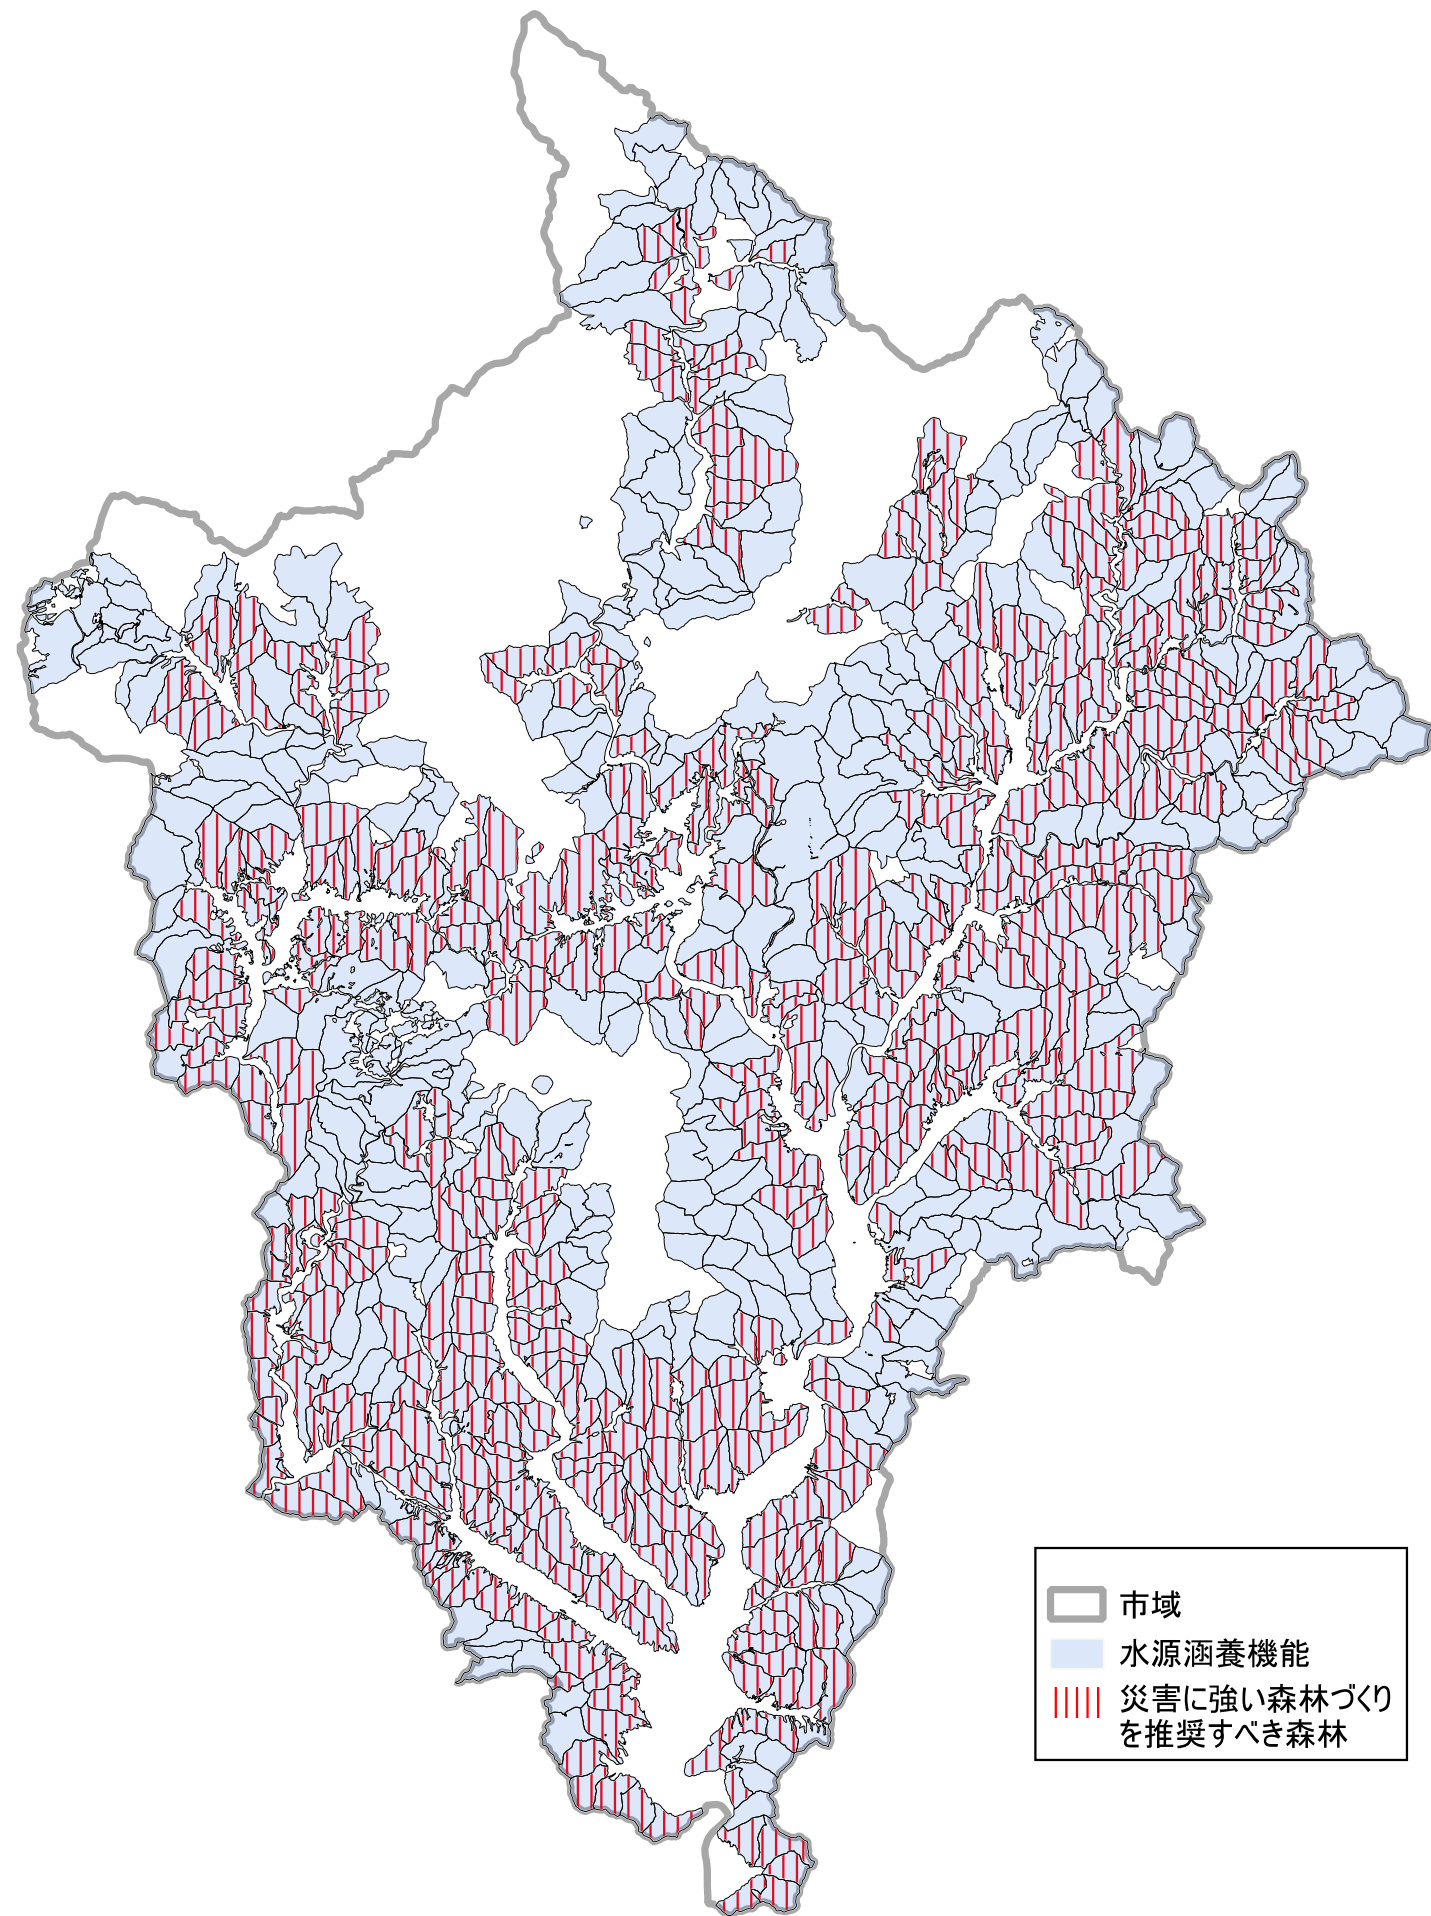 市域
水源涵養機能
災害に強い森林づくり
を推奨すべき森林